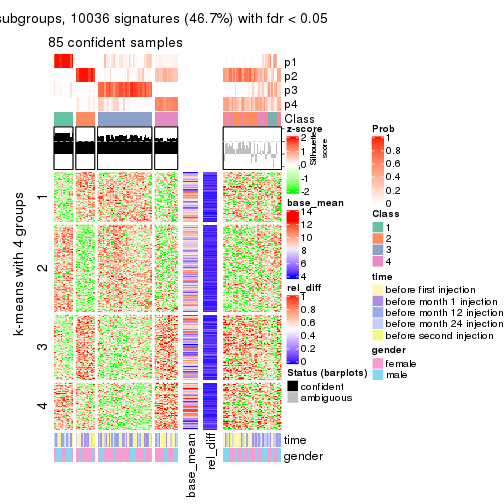 subgroups, 10036 signatures (46.7%) with fdr < 0.05
85 confident samples
p1
p2
p3
p4
Class
z-score
2
1
0
-1
-2
Silhouette
score
base_mean
14
12
10
8
6
4
rel_diff
1
0.8
0.6
0.4
0.2
0
Status (barplots)
confident
ambiguous
Prob
1
0.8
0.6
0.4
0.2
0
Class
1
2
3
4
time
before first injection
before month 1 injection
before month 12 injection
before month 24 injection
before second injection
gender
female
male
k-means with 4 groups
1
2
3
4
time
gender
base_mean
rel_diff